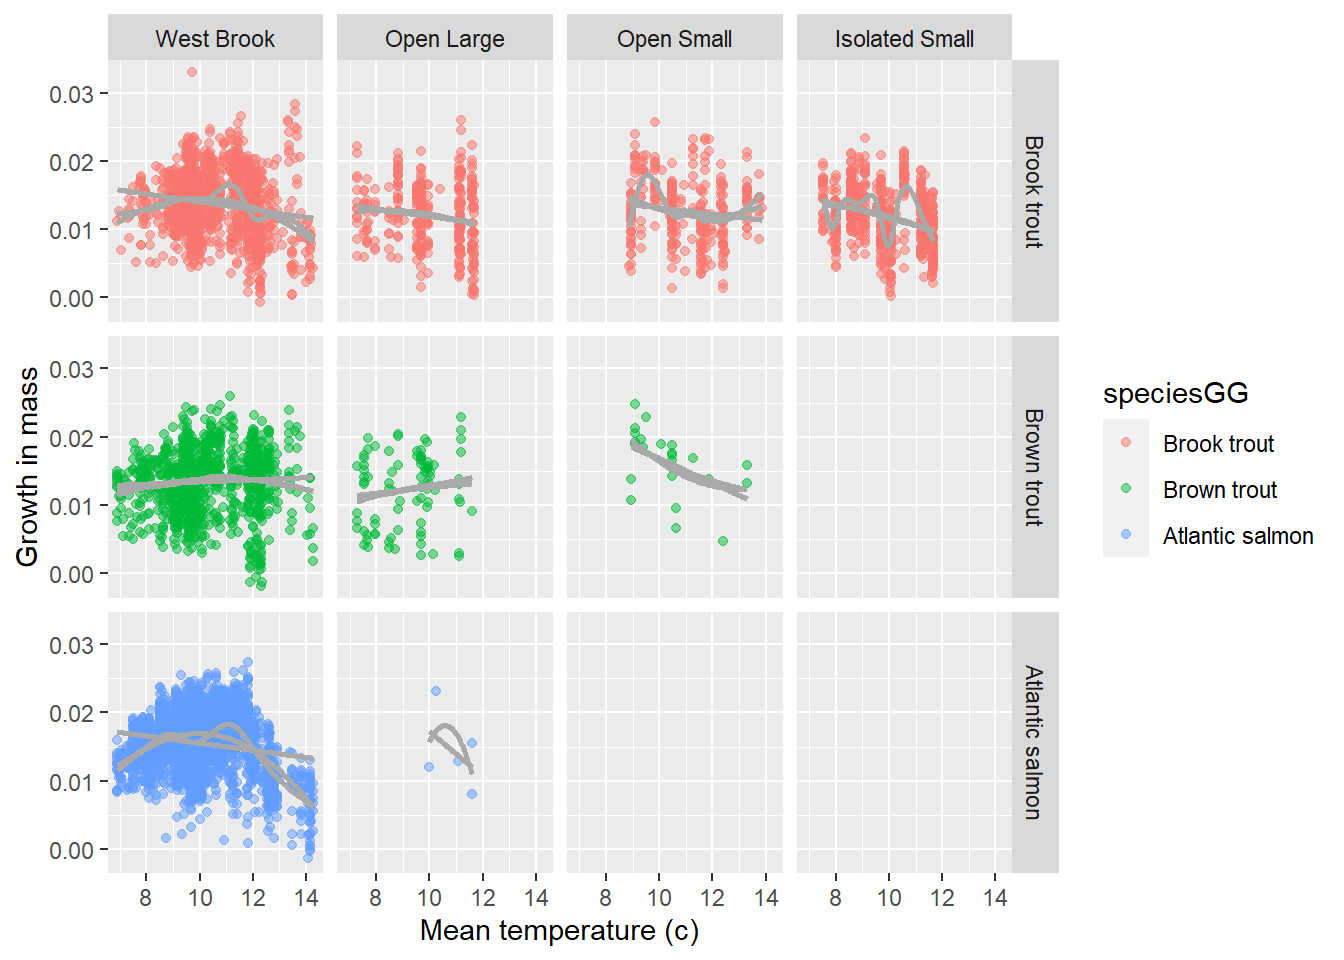 West Brook Open Large Open Small Isolated Small
0.03
0.02
0.01
0.00
Brook trout
0.03
0.02
0.01
0.00
Brown trout
0.03
0.02
0.01
0.00
Atlantic salmon
8 10 12 14 8 10 12 14 8 10 12 14 8 10 12 14
Mean temperature (c)
Growth in mass
speciesGG
Brook trout
Brown trout
Atlantic salmon